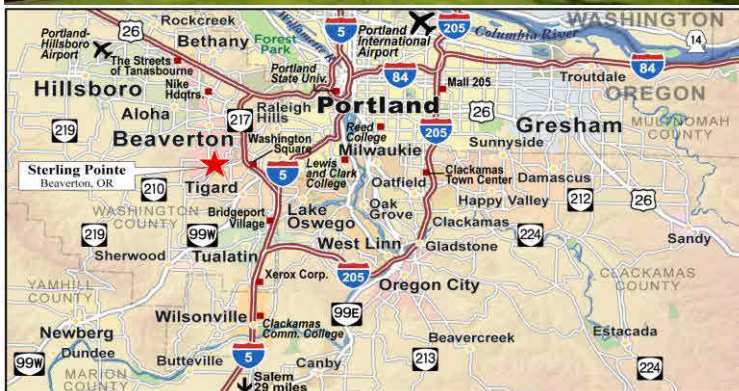 WASHINGTON
Rockcreek
26
Portland-
Hillsboro
Airport
Bethany
Forest
Park
Willamette R.
5
Portland
International
Airport
205
Columbia River
14
The Streets
of Tanasbourne
Portland
State Univ.
84
Mall 205
Troutdale
84
OREGON
Hillsboro
Nike
Hdqtrs.
Aloha
217
Raleigh
Hills
Portland
26
MULTNOMAH
COUNTY
219
Beaverton
Washington
Square
Reed
College
205
Gresham
Milwaukie
Sunnyside
Sterling Pointe
Beaverton, OR
5
Lewis
and Clark
College
Clackamas
Town Center
Damascus
210
Tigard
Oatfield
Happy Valley
212
26
WASHINGTON
COUNTY
Bridgeport
Village
Lake
Oswego
Oak
Grove
Clackamas
219
99W
224
Sandy
Sherwood
Tualatin
West Linn
Gladstone
205
CLACKAMAS
COUNTY
YAMHILL
COUNTY
Xerox Corp.
Oregon City
Wilsonville
99E
Newberg
Clackamas
Comm. College
Estacada
Dundee
Beavercreek
99W
Butteville
5
Canby
213
224
MARION
COUNTY
Salem
29 miles